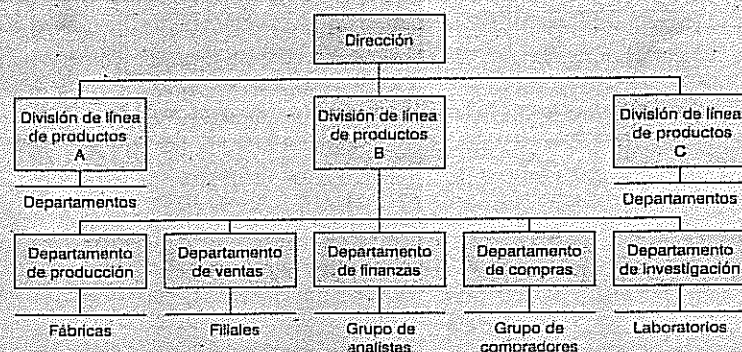 Dirección
División de línea
de productos
A
División de línea
de productos
B
División de línea
de productos
C
Departamentos
Departamentos
Departamento
de producción
Departamento
de ventas
Departamento
de finanzas
Departamento
de compras
Departamento
de investigación
Fábricas
Filiales
Grupo de
analistas
Grupo de
compradores
Laboratorios